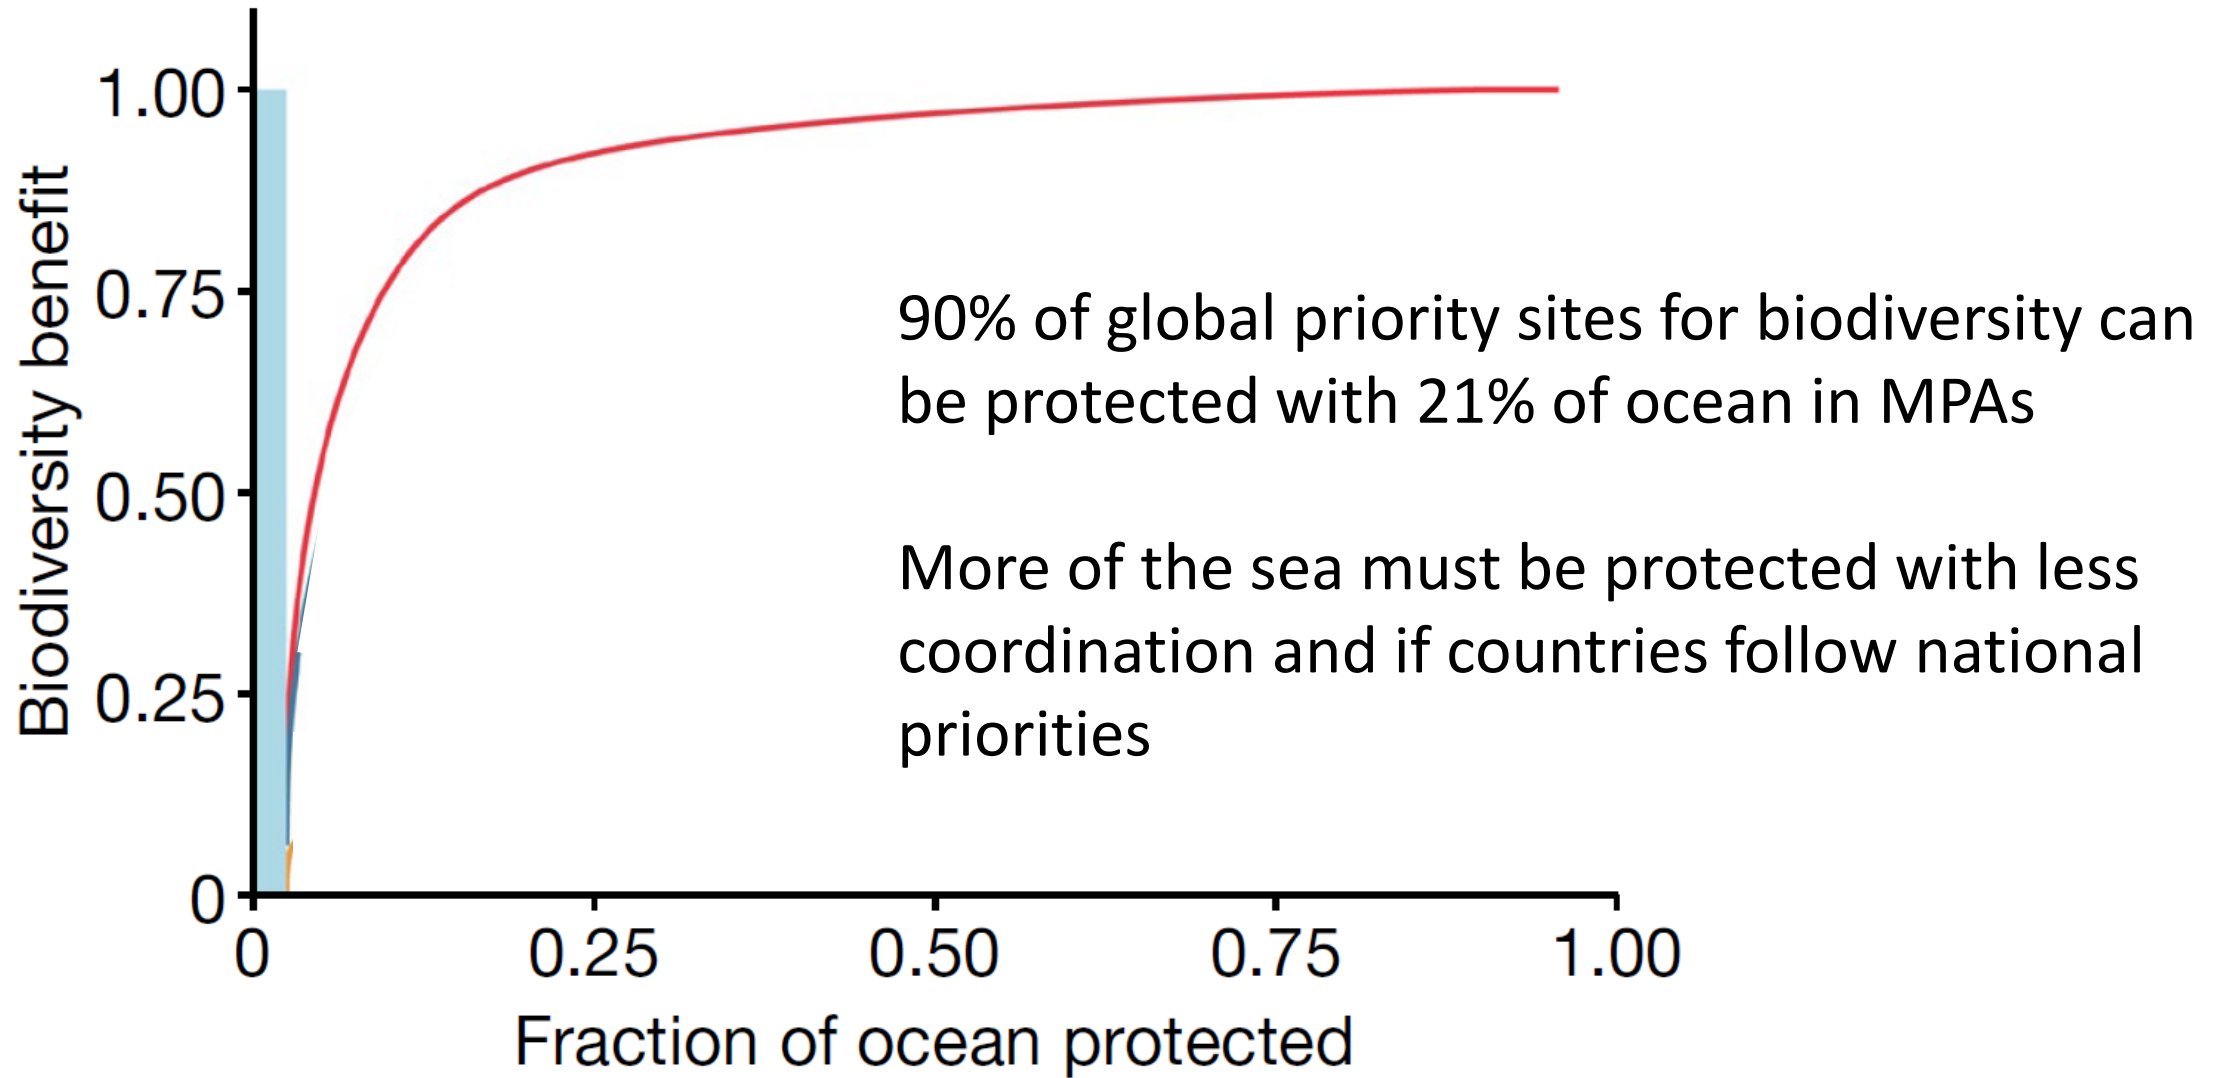 Biodiversity benefit
1.00
0.75
0.50
0.25
0
0
0.25
0.50
0.75
1.00
Fraction of ocean protected
90% of global priority sites for biodiversity can
be protected with 21% of ocean in MPAs
More of the sea must be protected with less
coordination and if countries follow national
priorities